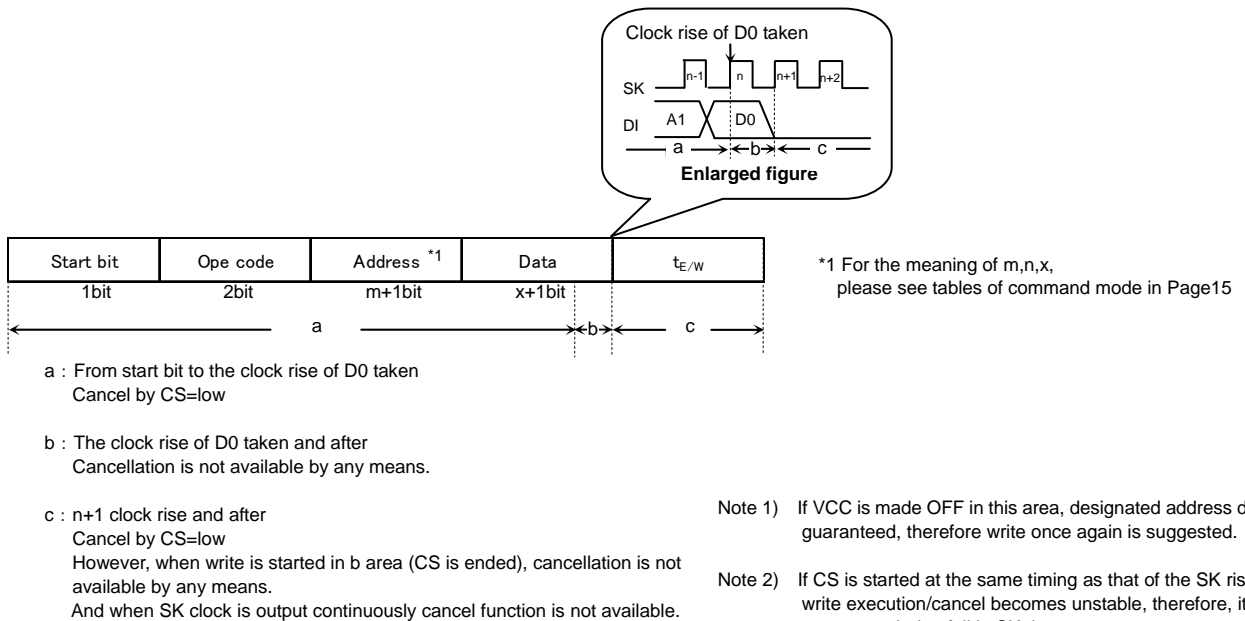 Clock rise of D0 taken
SK n-1 n n+1 n+2
DI A1 D0
a b c
Enlarged figure
Start bit Ope code Address *1 Data tE/W
1bit 2bit m+1bit x+1bit
a b c
*1 For the meaning of m,n,x,
please see tables of command mode in Page15
a : From start bit to the clock rise of D0 taken
Cancel by CS=low
b : The clock rise of D0 taken and after
Cancellation is not available by any means.
c : n+1 clock rise and after
Cancel by CS=low
However, when write is started in b area (CS is ended), cancellation is not
available by any means.
And when SK clock is output continuously cancel function is not available.
Note 1) If VCC is made OFF in this area, designated address d
guaranteed, therefore write once again is suggested.
Note 2) If CS is started at the same timing as that of the SK ris
write execution/cancel becomes unstable, therefore, it